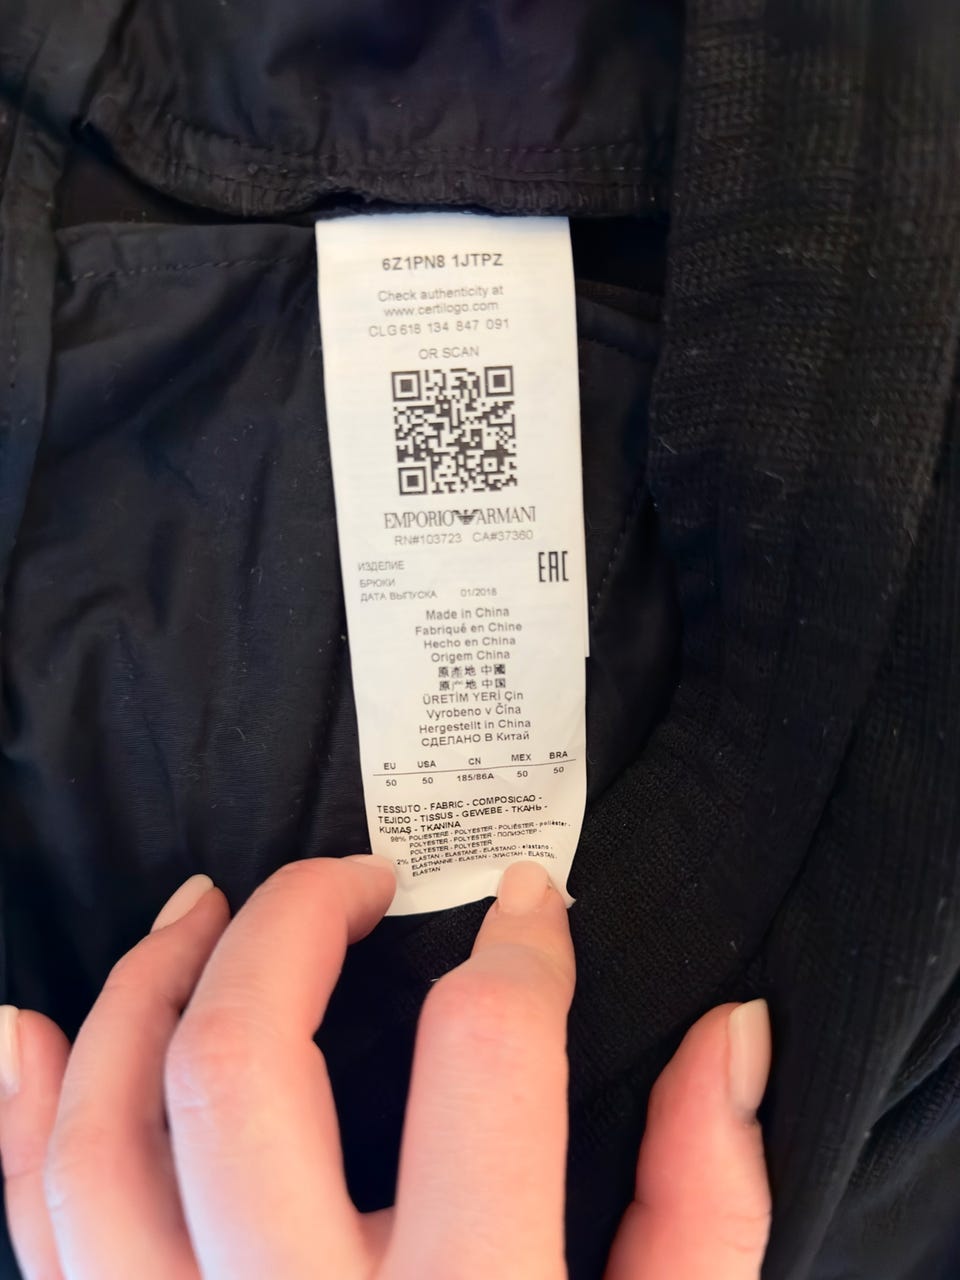 6Z1PN8 1JTPZ
Check authenticity at
www.certilogo.com
CLG 618 134 847 091
OR SCAN
EMPORIO ARMANI
RN#103723 CA#37360
ИЗДЕЛИЕ
EAC
БРЮКИ
ДАТА ВЫПУСКА 01/2018
Made in China
Fabriqué en Chine
Hecho en China
Origem China
原產地 中國
原产地 中国
ÜRETİM YERİ Çin
Vyrobeno v Čína
Hergestellt in China
СДЕЛАНО В Китай
EU USA CN MEX BRA
50 50 185/86A 50 50
TESSUTO - FABRIC - COMPOSICAO -
TEJIDO - TISSUS - GEWEBE - ТКАНЬ -
KUMAŞ - TKANINA
98% POLIESTERE - POLYESTER - POLIÉSTER - poliéster -
POLYESTER - POLYESTER - ПОЛИЭСТЕР -
POLYESTER - POLYESTER
2% ELASTAN - ELASTANE - ELASTANO - elastano -
ELASTHANNE - ELASTAN - ЭЛАСТАН - ELASTAN -
ELASTAN